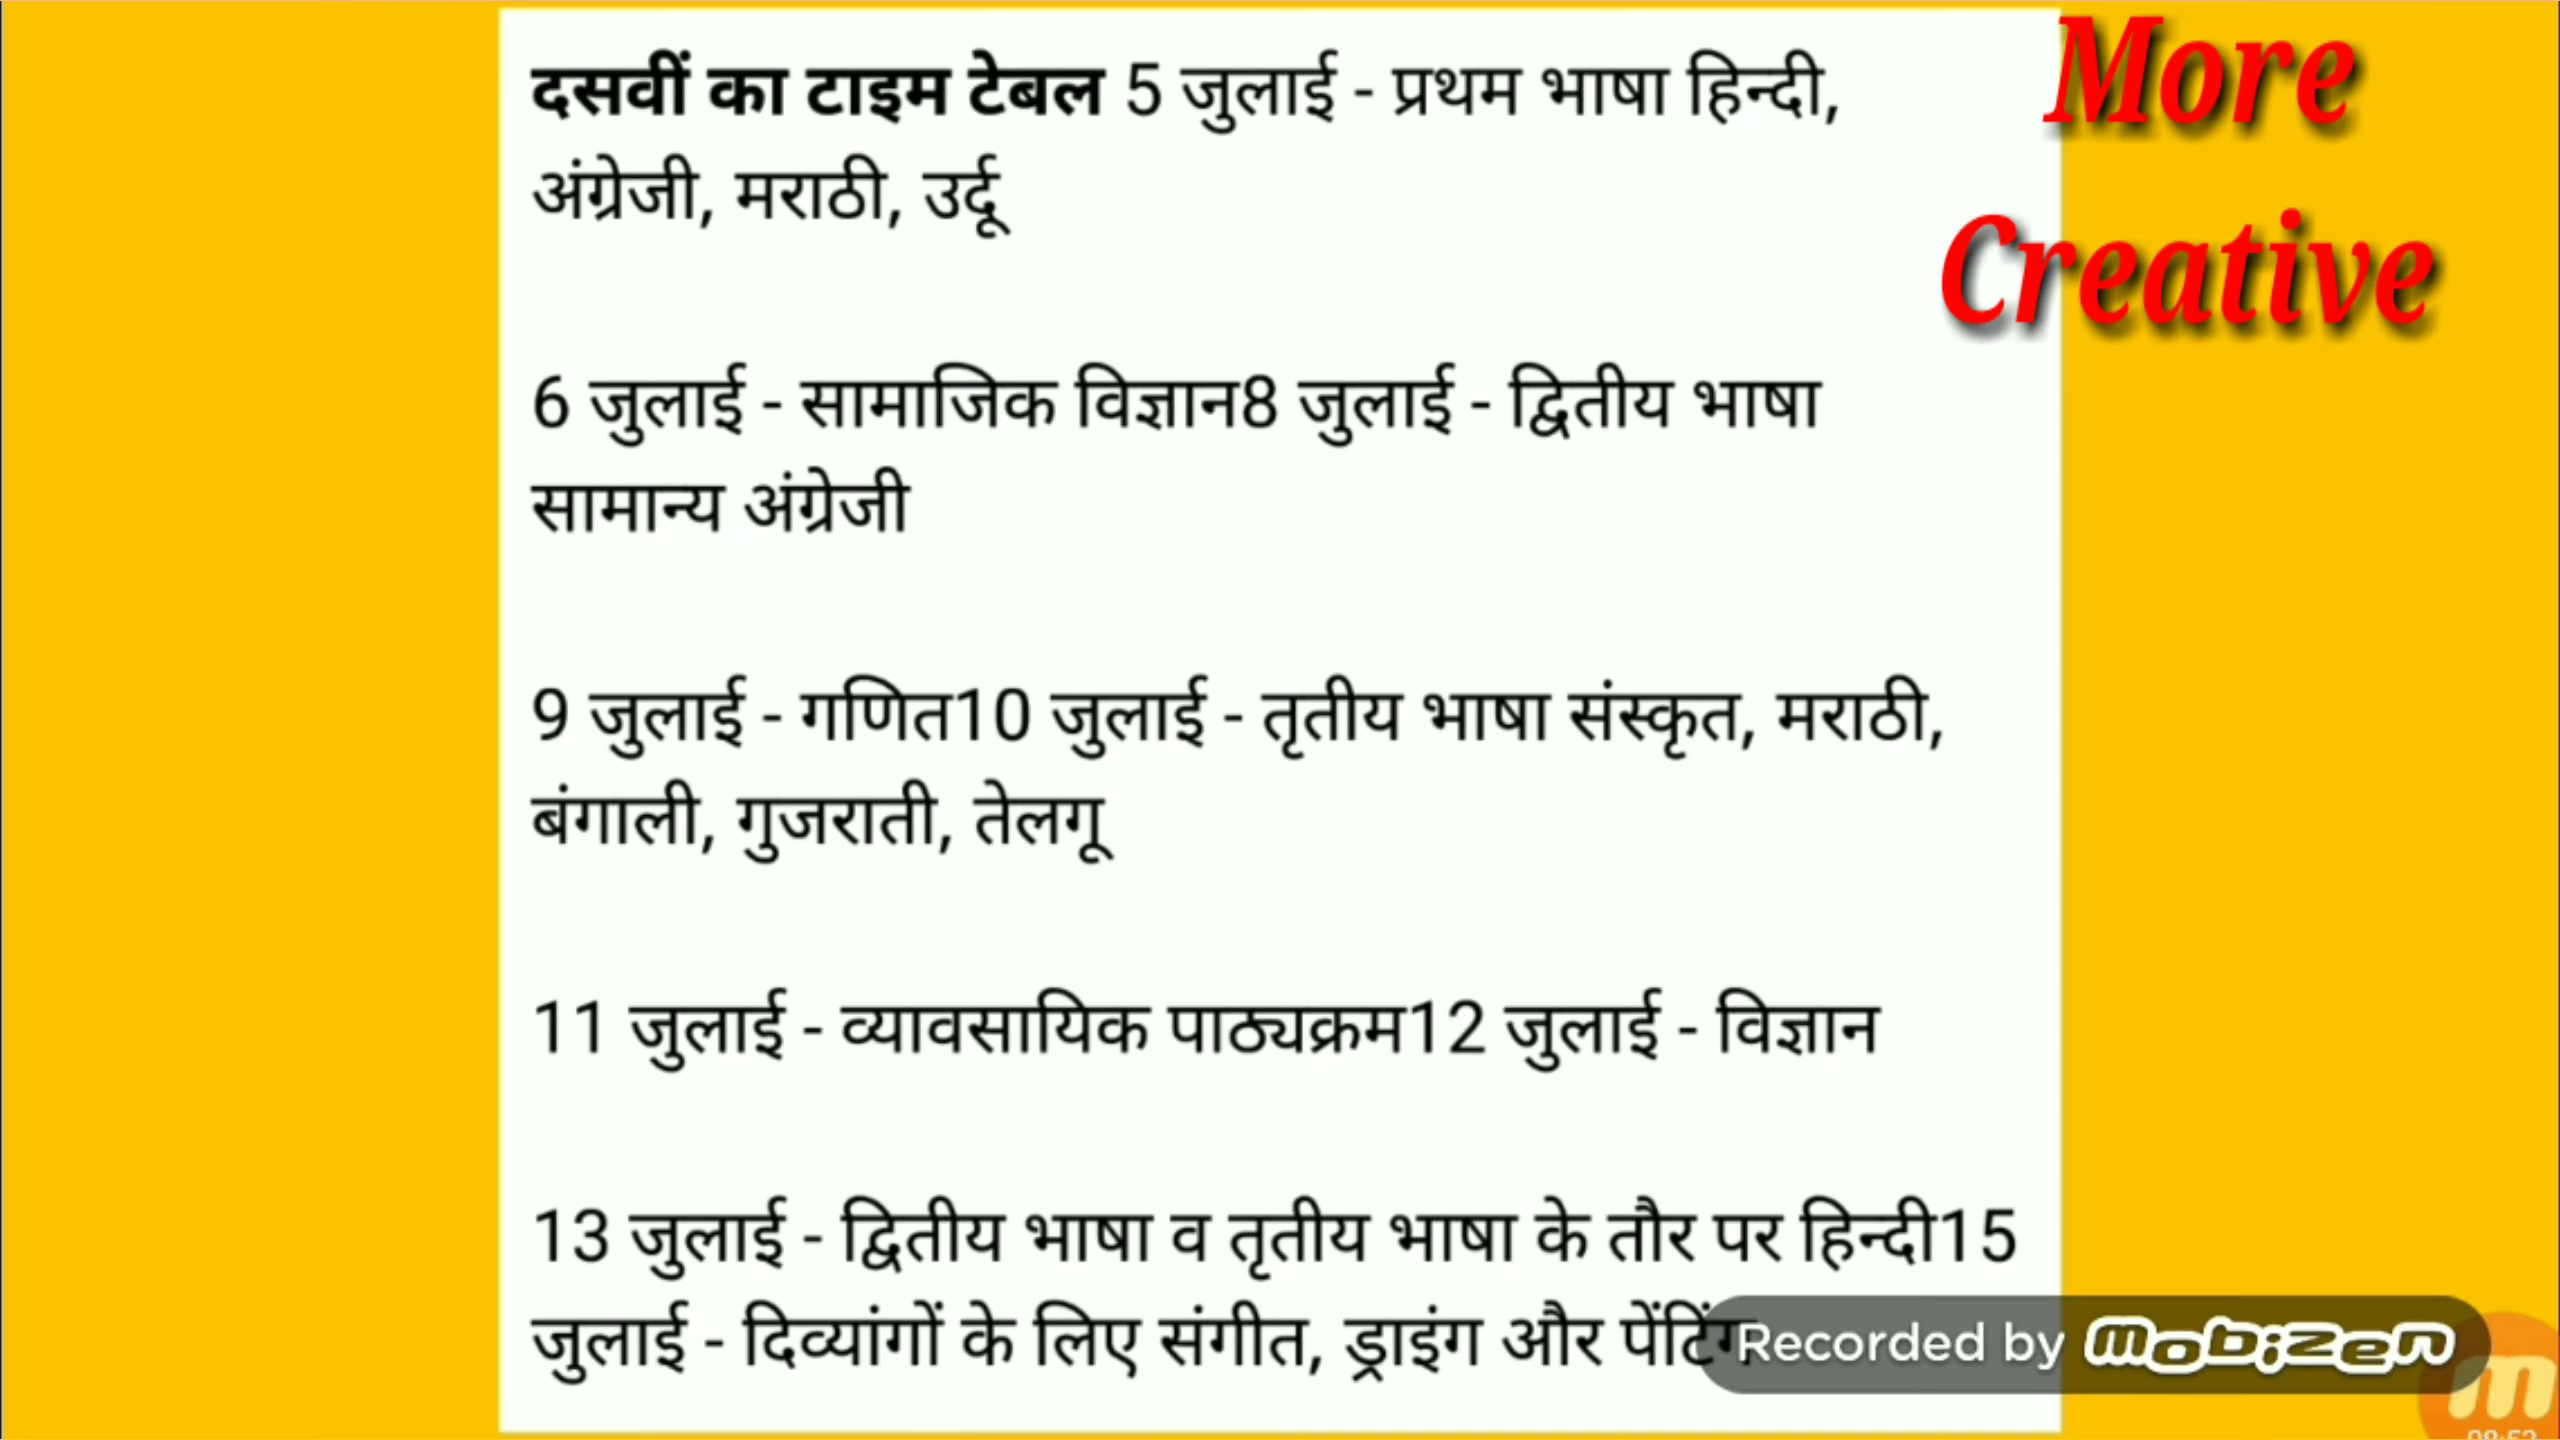 दसवीं का टाइम टेबल 5 जुलाई - प्रथम भाषा हिन्दी,
अंग्रेजी, मराठी, उर्दू
More
Creative
6 जुलाई - सामाजिक विज्ञान8 जुलाई - द्वितीय भाषा
सामान्य अंग्रेजी
9 जुलाई - गणित10 जुलाई - तृतीय भाषा संस्कृत, मराठी,
बंगाली, गुजराती, तेलगू
11 जुलाई - व्यावसायिक पाठ्यक्रम12 जुलाई - विज्ञान
13 जुलाई - द्वितीय भाषा व तृतीय भाषा के तौर पर हिन्दी15
जुलाई - दिव्यांगों के लिए संगीत, ड्राइंग और पेंटिंग
Recorded by mobizen
m